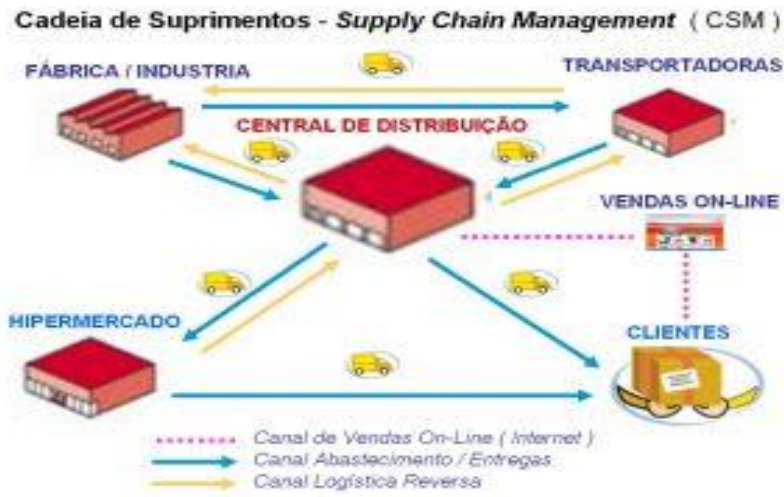 Cadeia de Suprimentos - Supply Chain Management ( CSM )
FÁBRICA / INDUSTRIA
TRANSPORTADORAS
CENTRAL DE DISTRIBUIÇÃO
VENDAS ON-LINE
HIPERMERCADO
CLIENTES
Canal de Vendas On-Line ( Internet )
Canal Abastecimento / Entregas
Canal Logística Reversa